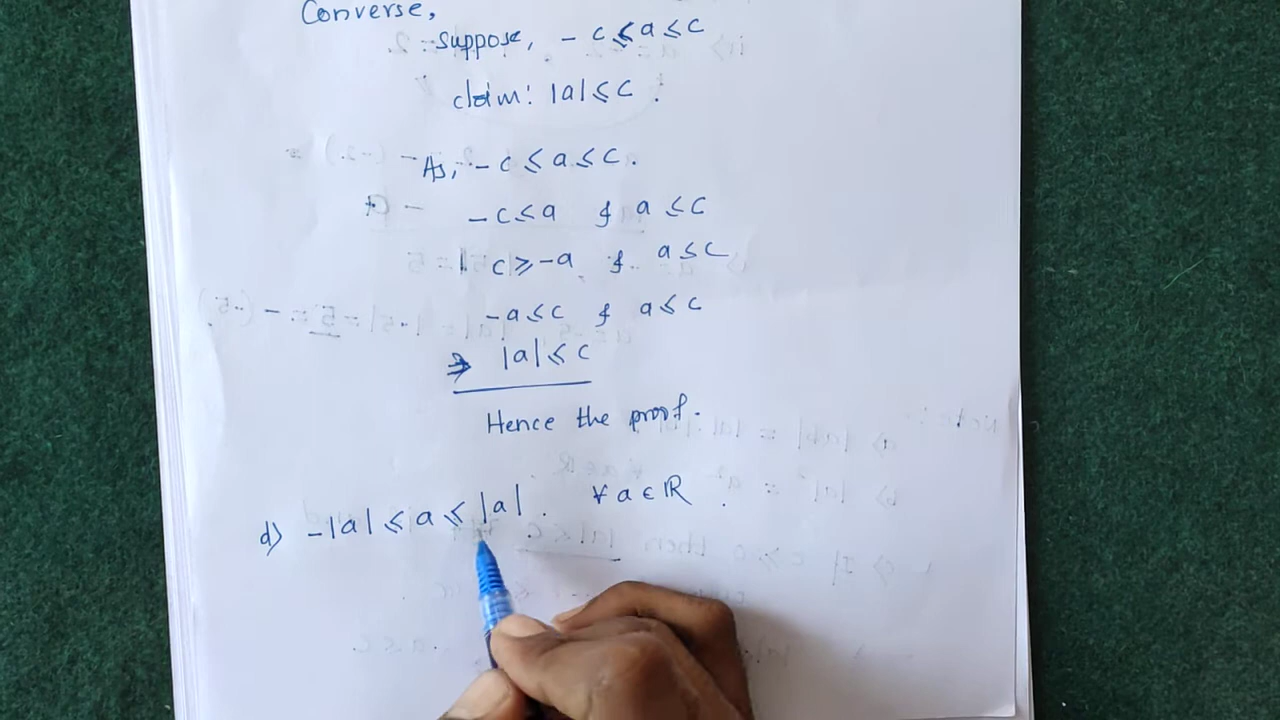 Converse,
Suppose, - c ≤ a ≤ c
claim: |a| ≤ c .
As, - c ≤ a ≤ c.
- c ≤ a & a ≤ c
c ≥ -a & a ≤ c
-a ≤ c & a ≤ c
⇒ |a| ≤ c
Hence the proof.
d) -|a| ≤ a ≤ |a| . ∀ a ∈ ℝ .